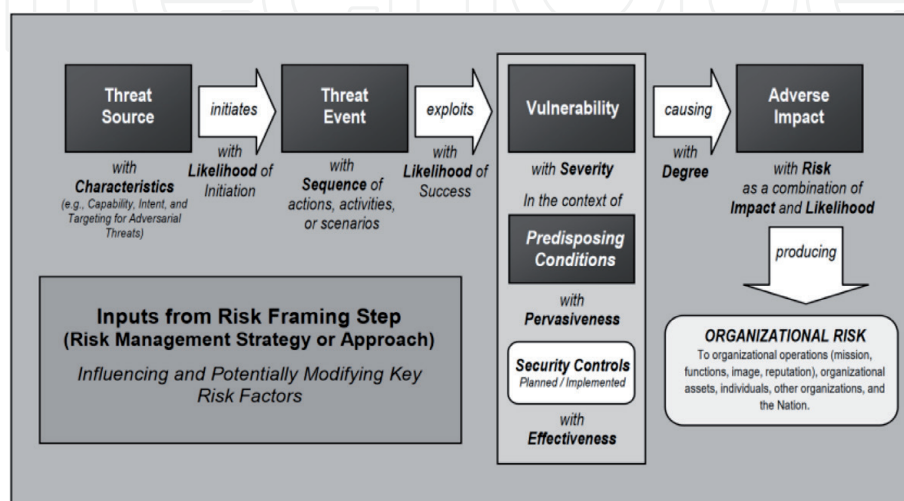 Threat
Source
with
Characteristics
(e.g., Capability, Intent, and
Targeting for Adversarial
Threats)
initiates
with
Likelihood of
Initiation
Threat
Event
with
Sequence of
actions, activities,
or scenarios
exploits
with
Likelihood of
Success
Vulnerability
with Severity
In the context of
Predisposing
Conditions
with
Pervasiveness
Security Controls
Planned / Implemented
with
Effectiveness
causing
with
Degree
Adverse
Impact
with Risk
as a combination of
Impact and Likelihood
producing
ORGANIZATIONAL RISK
To organizational operations (mission,
functions, image, reputation), organizational
assets, individuals, other organizations, and
the Nation.
Inputs from Risk Framing Step
(Risk Management Strategy or Approach)
Influencing and Potentially Modifying Key
Risk Factors